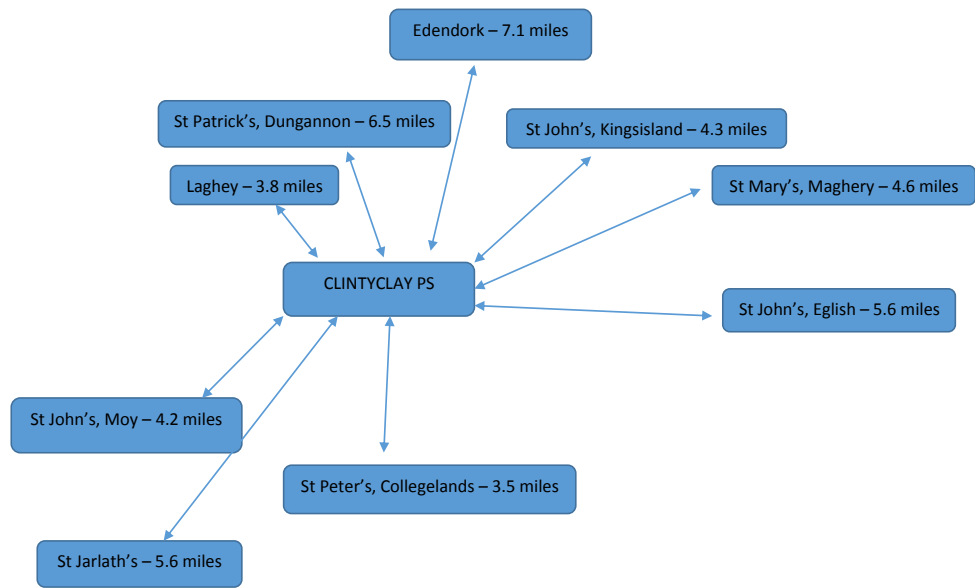 Edendork – 7.1 miles
St Patrick’s, Dungannon – 6.5 miles
St John’s, Kingsisland – 4.3 miles
Laghey – 3.8 miles
St Mary’s, Maghery – 4.6 miles
CLINTYCLAY PS
St John’s, Eglish – 5.6 miles
St John’s, Moy – 4.2 miles
St Peter’s, Collegelands – 3.5 miles
St Jarlath’s – 5.6 miles